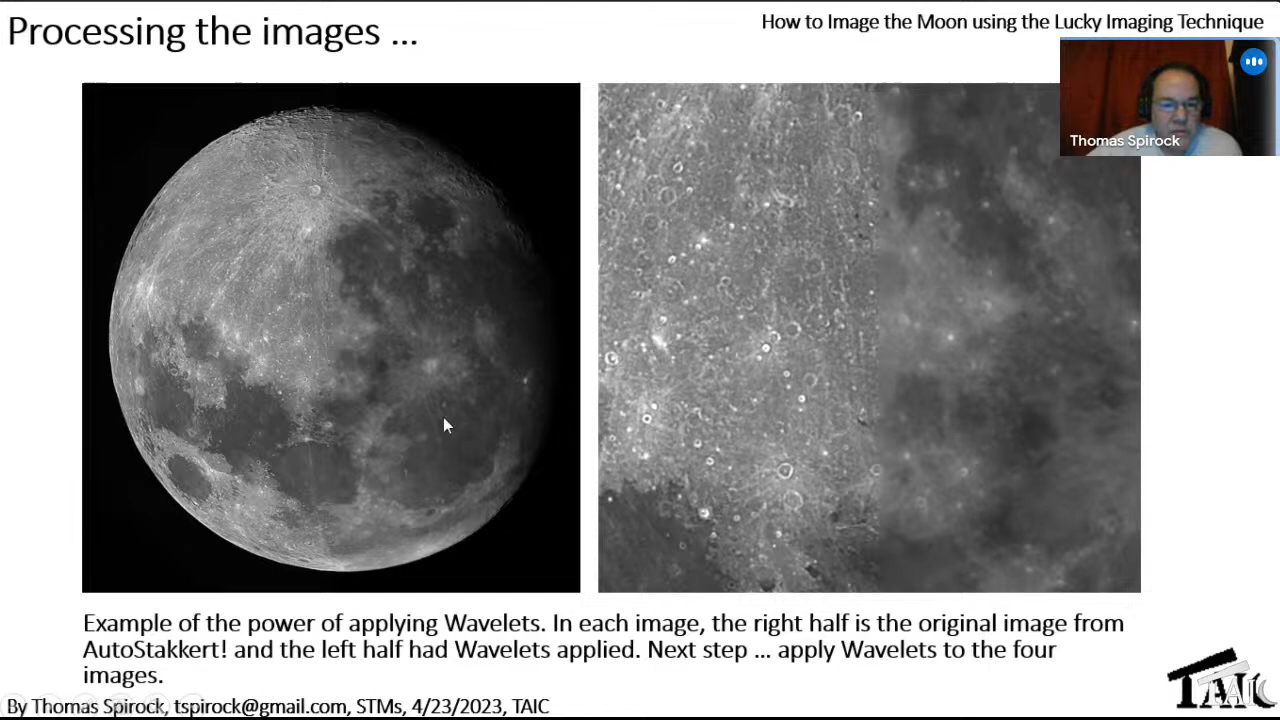 Processing the images ...
How to Image the Moon using the Lucky Imaging Technique
Thomas Spirock
Example of the power of applying Wavelets. In each image, the right half is the original image from
AutoStakkert! and the left half had Wavelets applied. Next step ... apply Wavelets to the four
images.
By Thomas Spirock, tspirock@gmail.com, STMs, 4/23/2023, TAIC
TAIC